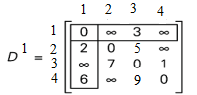 1 2 3 4
D¹ =
1 0 ∞ 3 ∞
2 2 0 5 ∞
3 ∞ 7 0 1
4 6 ∞ 9 0